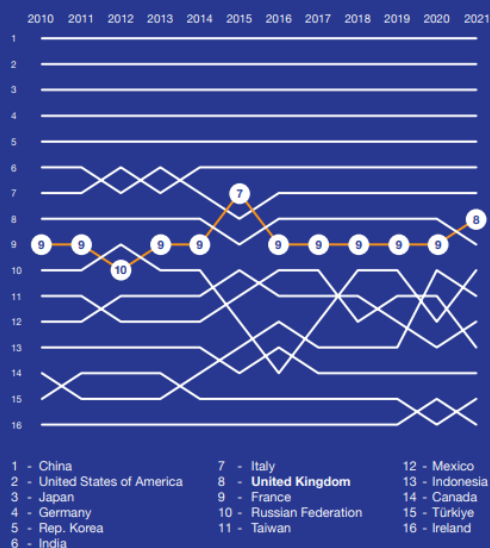 2010 2011 2012 2013 2014 2015 2016 2017 2018 2019 2020 2021
1
2
3
4
5
6
7 7
8 8
9 9 9 9 9 9 9 9 9 9
10 10
11
12
13
14
15
16
1 - China
2 - United States of America
3 - Japan
4 - Germany
5 - Rep. Korea
6 - India
7 - Italy
8 - United Kingdom
9 - France
10 - Russian Federation
11 - Taiwan
12 - Mexico
13 - Indonesia
14 - Canada
15 - Türkiye
16 - Ireland